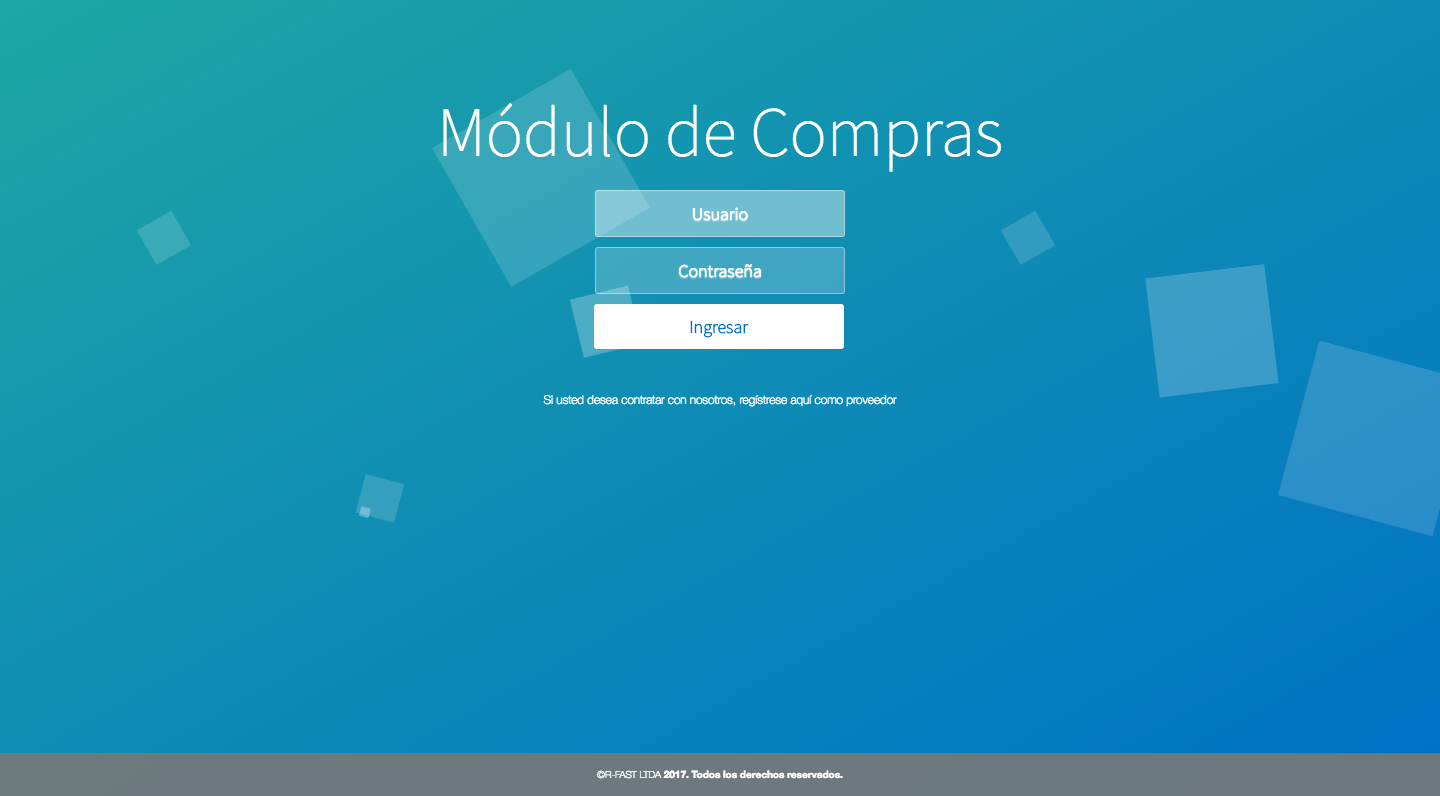 Módulo de Compras
Usuario
Contraseña
Ingresar
Si usted desea contratar con nosotros, regístrese aquí como proveedor
©R-FAST LTDA 2017. Todos los derechos reservados.